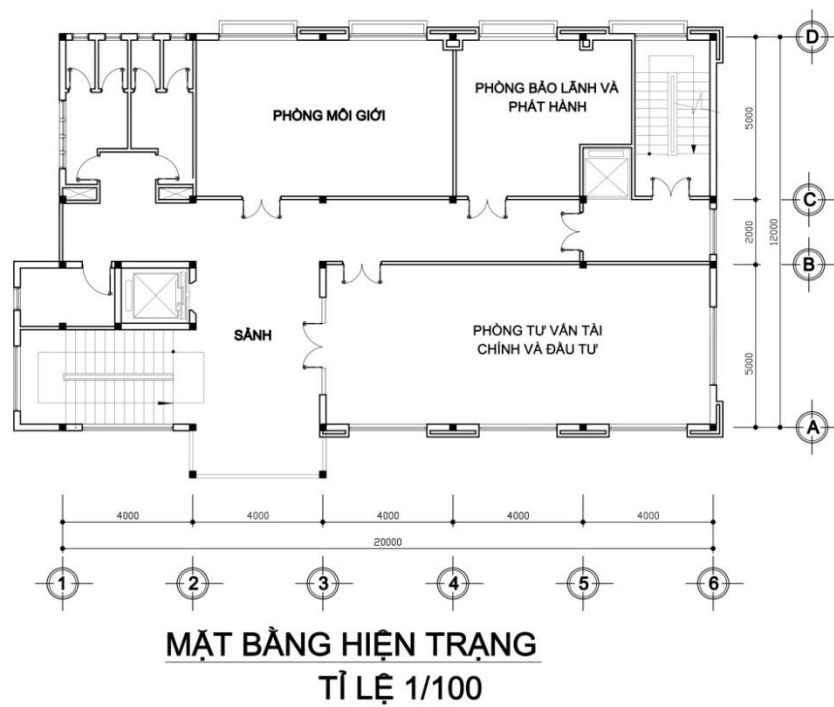 PHÒNG MÔI GIỚI
PHÒNG BẢO LÃNH VÀ
PHÁT HÀNH
SẢNH
PHÒNG TƯ VẤN TÀI
CHÍNH VÀ ĐẦU TƯ
D
5000
C
2000
12000
B
5000
A
4000
4000
4000
4000
4000
20000
1
2
3
4
5
6
MẶT BẰNG HIỆN TRẠNG
TỈ LỆ 1/100